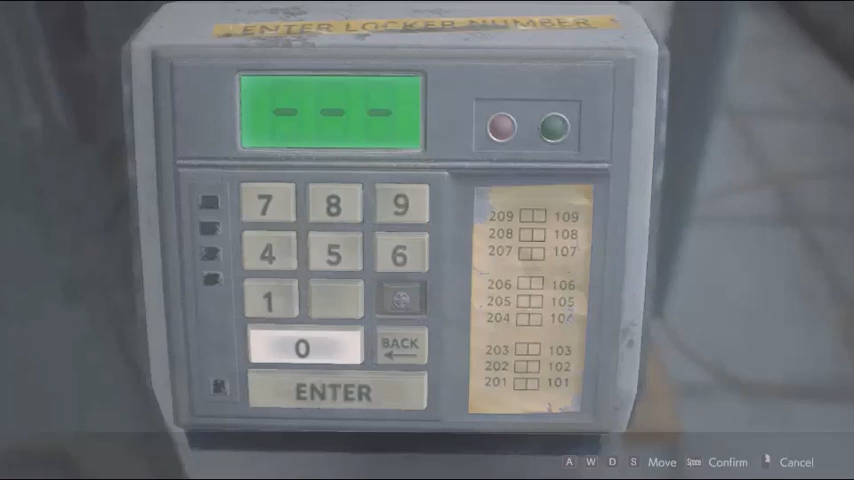 ENTER LOCKER NUMBER
- - -
7 8 9
4 5 6
1
0 BACK
ENTER
209 109
208 108
207 107
206 106
205 105
204 104
203 103
202 102
201 101
A W D S Move Space Confirm Cancel